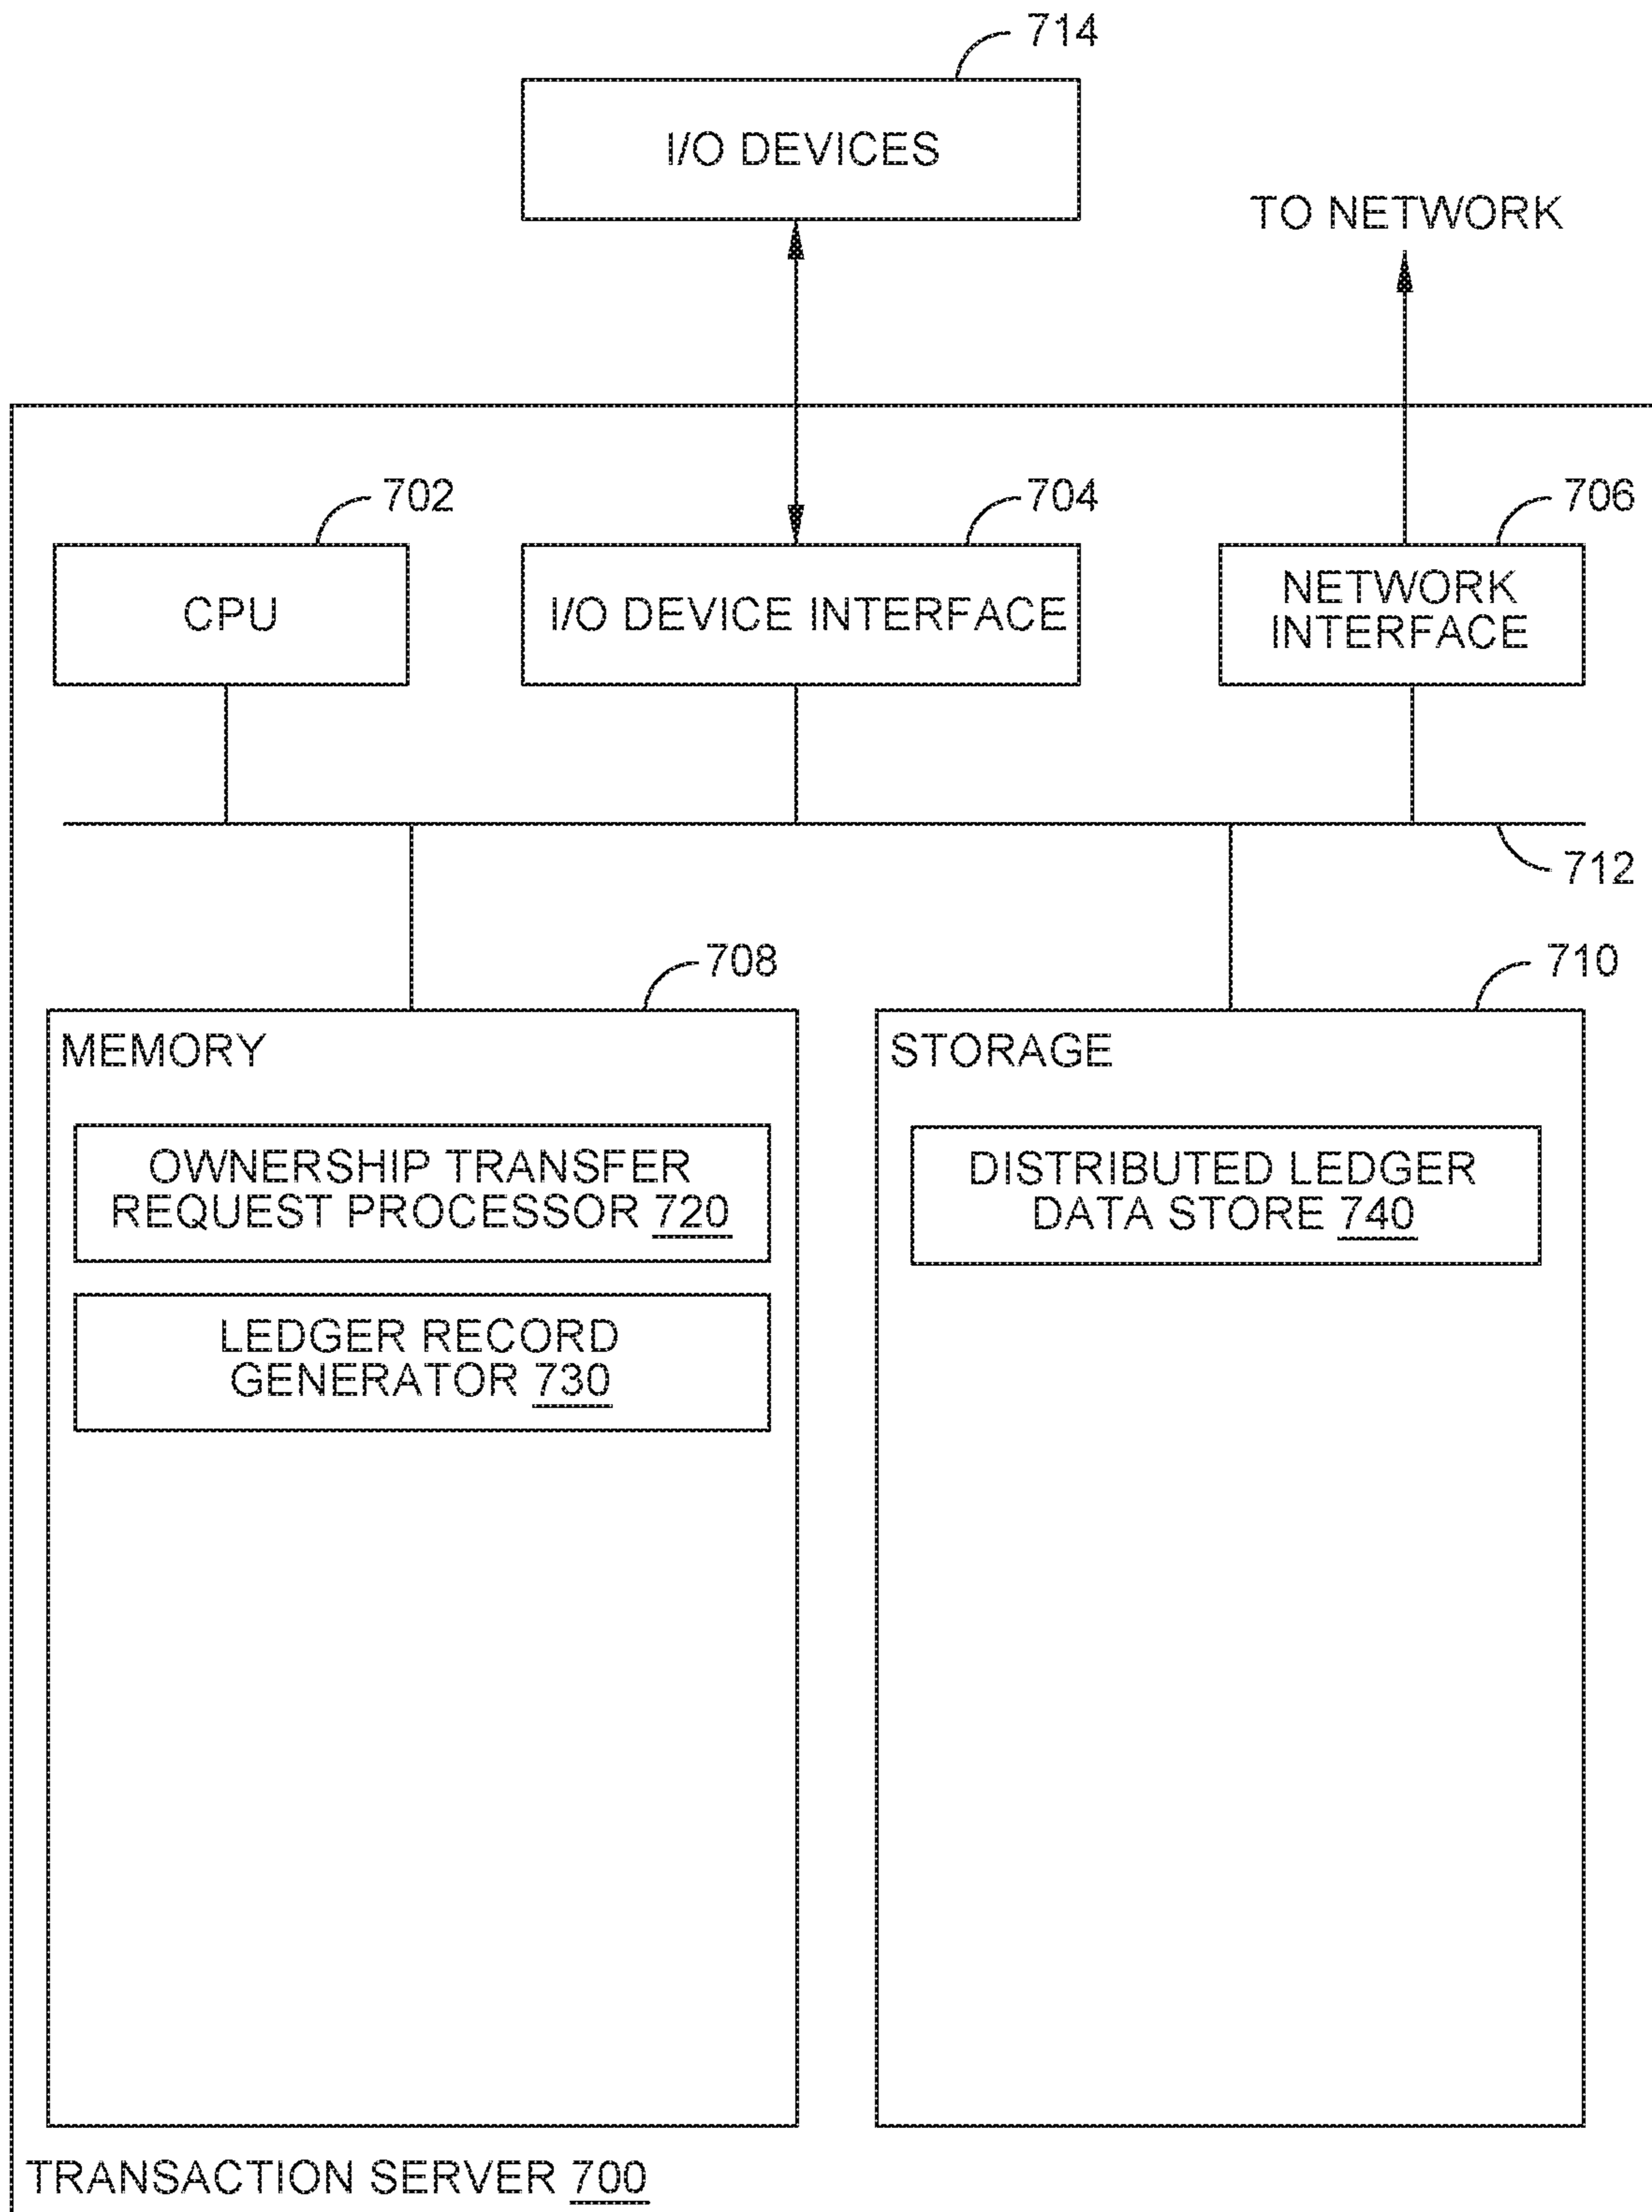 714
I/O DEVICES
TO NETWORK
702
704
706
CPU
I/O DEVICE INTERFACE
NETWORK
INTERFACE
712
708
710
MEMORY
STORAGE
OWNERSHIP TRANSFER
REQUEST PROCESSOR 720
DISTRIBUTED LEDGER
DATA STORE 740
LEDGER RECORD
GENERATOR 730
TRANSACTION SERVER 700